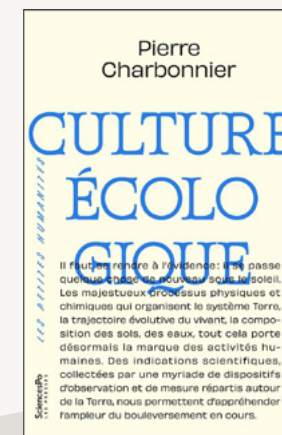 Pierre
Charbonnier
CULTURE
ÉCOLO
GIQUE
LES PETITES HUMANITÉS
Il faut se rendre à l'évidence : il se passe
quelque chose de nouveau sous le soleil.
Les majestueux processus physiques et
chimiques qui organisent le système Terre,
la trajectoire évolutive du vivant, la compo-
sition des sols, des eaux, tout cela porte
désormais la marque des activités hu-
maines. Des indications scientifiques,
collectées par une myriade de dispositifs
d'observation et de mesure répartis autour
de la Terre, nous permettent d'appréhender
l'ampleur du bouleversement en cours.
SciencesPo
LES PRESSES